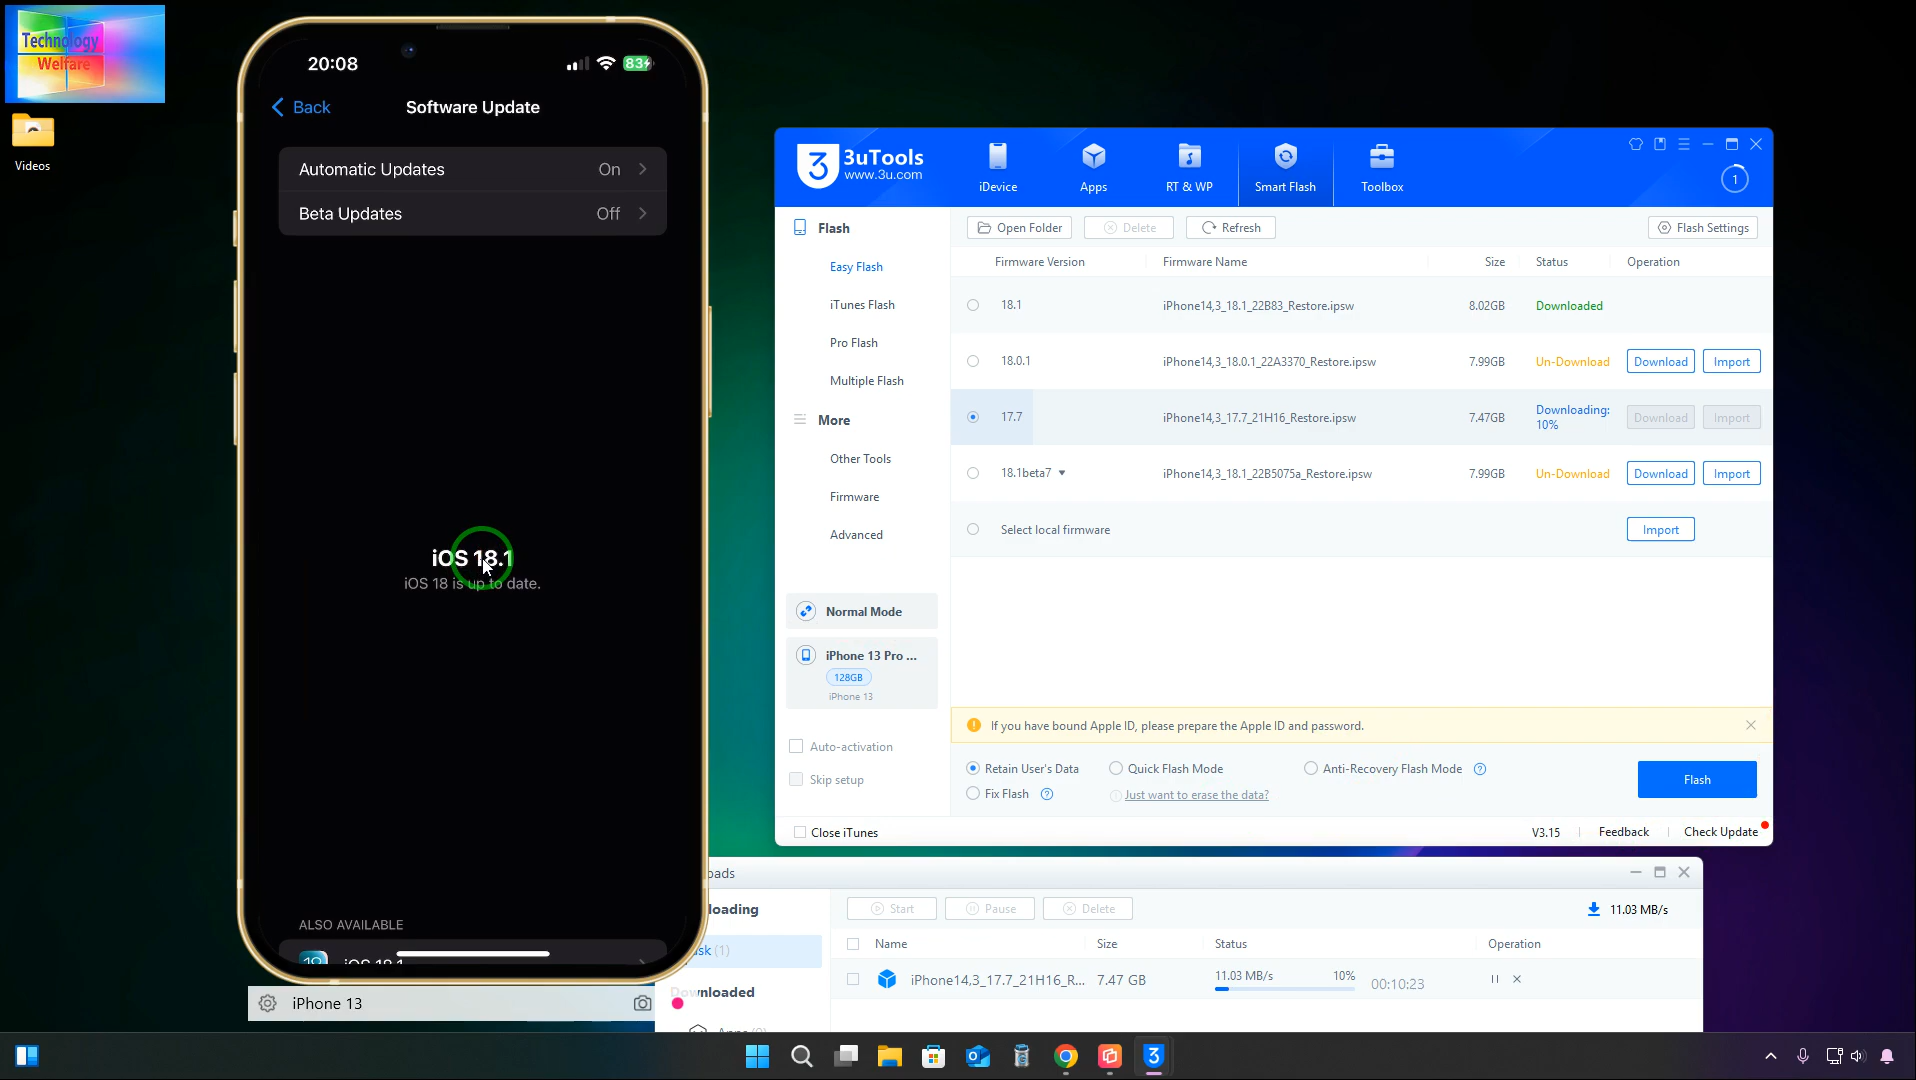 Technology
Welfare
Videos
20:08
83
Back
Software Update
Automatic Updates On
Beta Updates Off
iOS 18.1
iOS 18 is up to date.
ALSO AVAILABLE
iOS 18.1
iPhone 13
3 3uTools
www.3u.com
iDevice
Apps
RT & WP
Smart Flash
Toolbox
1
Flash
Easy Flash
iTunes Flash
Pro Flash
Multiple Flash
More
Other Tools
Firmware
Advanced
Normal Mode
iPhone 13 Pro ...
128GB
iPhone 13
Auto-activation
Skip setup
Open Folder Delete Refresh Flash Settings
Firmware Version Firmware Name Size Status Operation
18.1 iPhone14,3_18.1_22B83_Restore.ipsw 8.02GB Downloaded
18.0.1 iPhone14,3_18.0.1_22A3370_Restore.ipsw 7.99GB Un-Download Download Import
17.7 iPhone14,3_17.7_21H16_Restore.ipsw 7.47GB Downloading: 10% Download Import
18.1beta7 iPhone14,3_18.1_22B5075a_Restore.ipsw 7.99GB Un-Download Download Import
Select local firmware Import
If you have bound Apple ID, please prepare the Apple ID and password.
Retain User's Data Quick Flash Mode Anti-Recovery Flash Mode
Fix Flash Just want to erase the data?
Flash
Close iTunes V3.15 Feedback Check Update
oads
loading
sk (1)
Downloaded
Start Pause Delete 11.03 MB/s
Name Size Status Operation
iPhone14,3_17.7_21H16_R... 7.47 GB 11.03 MB/s 10% 00:10:23
3